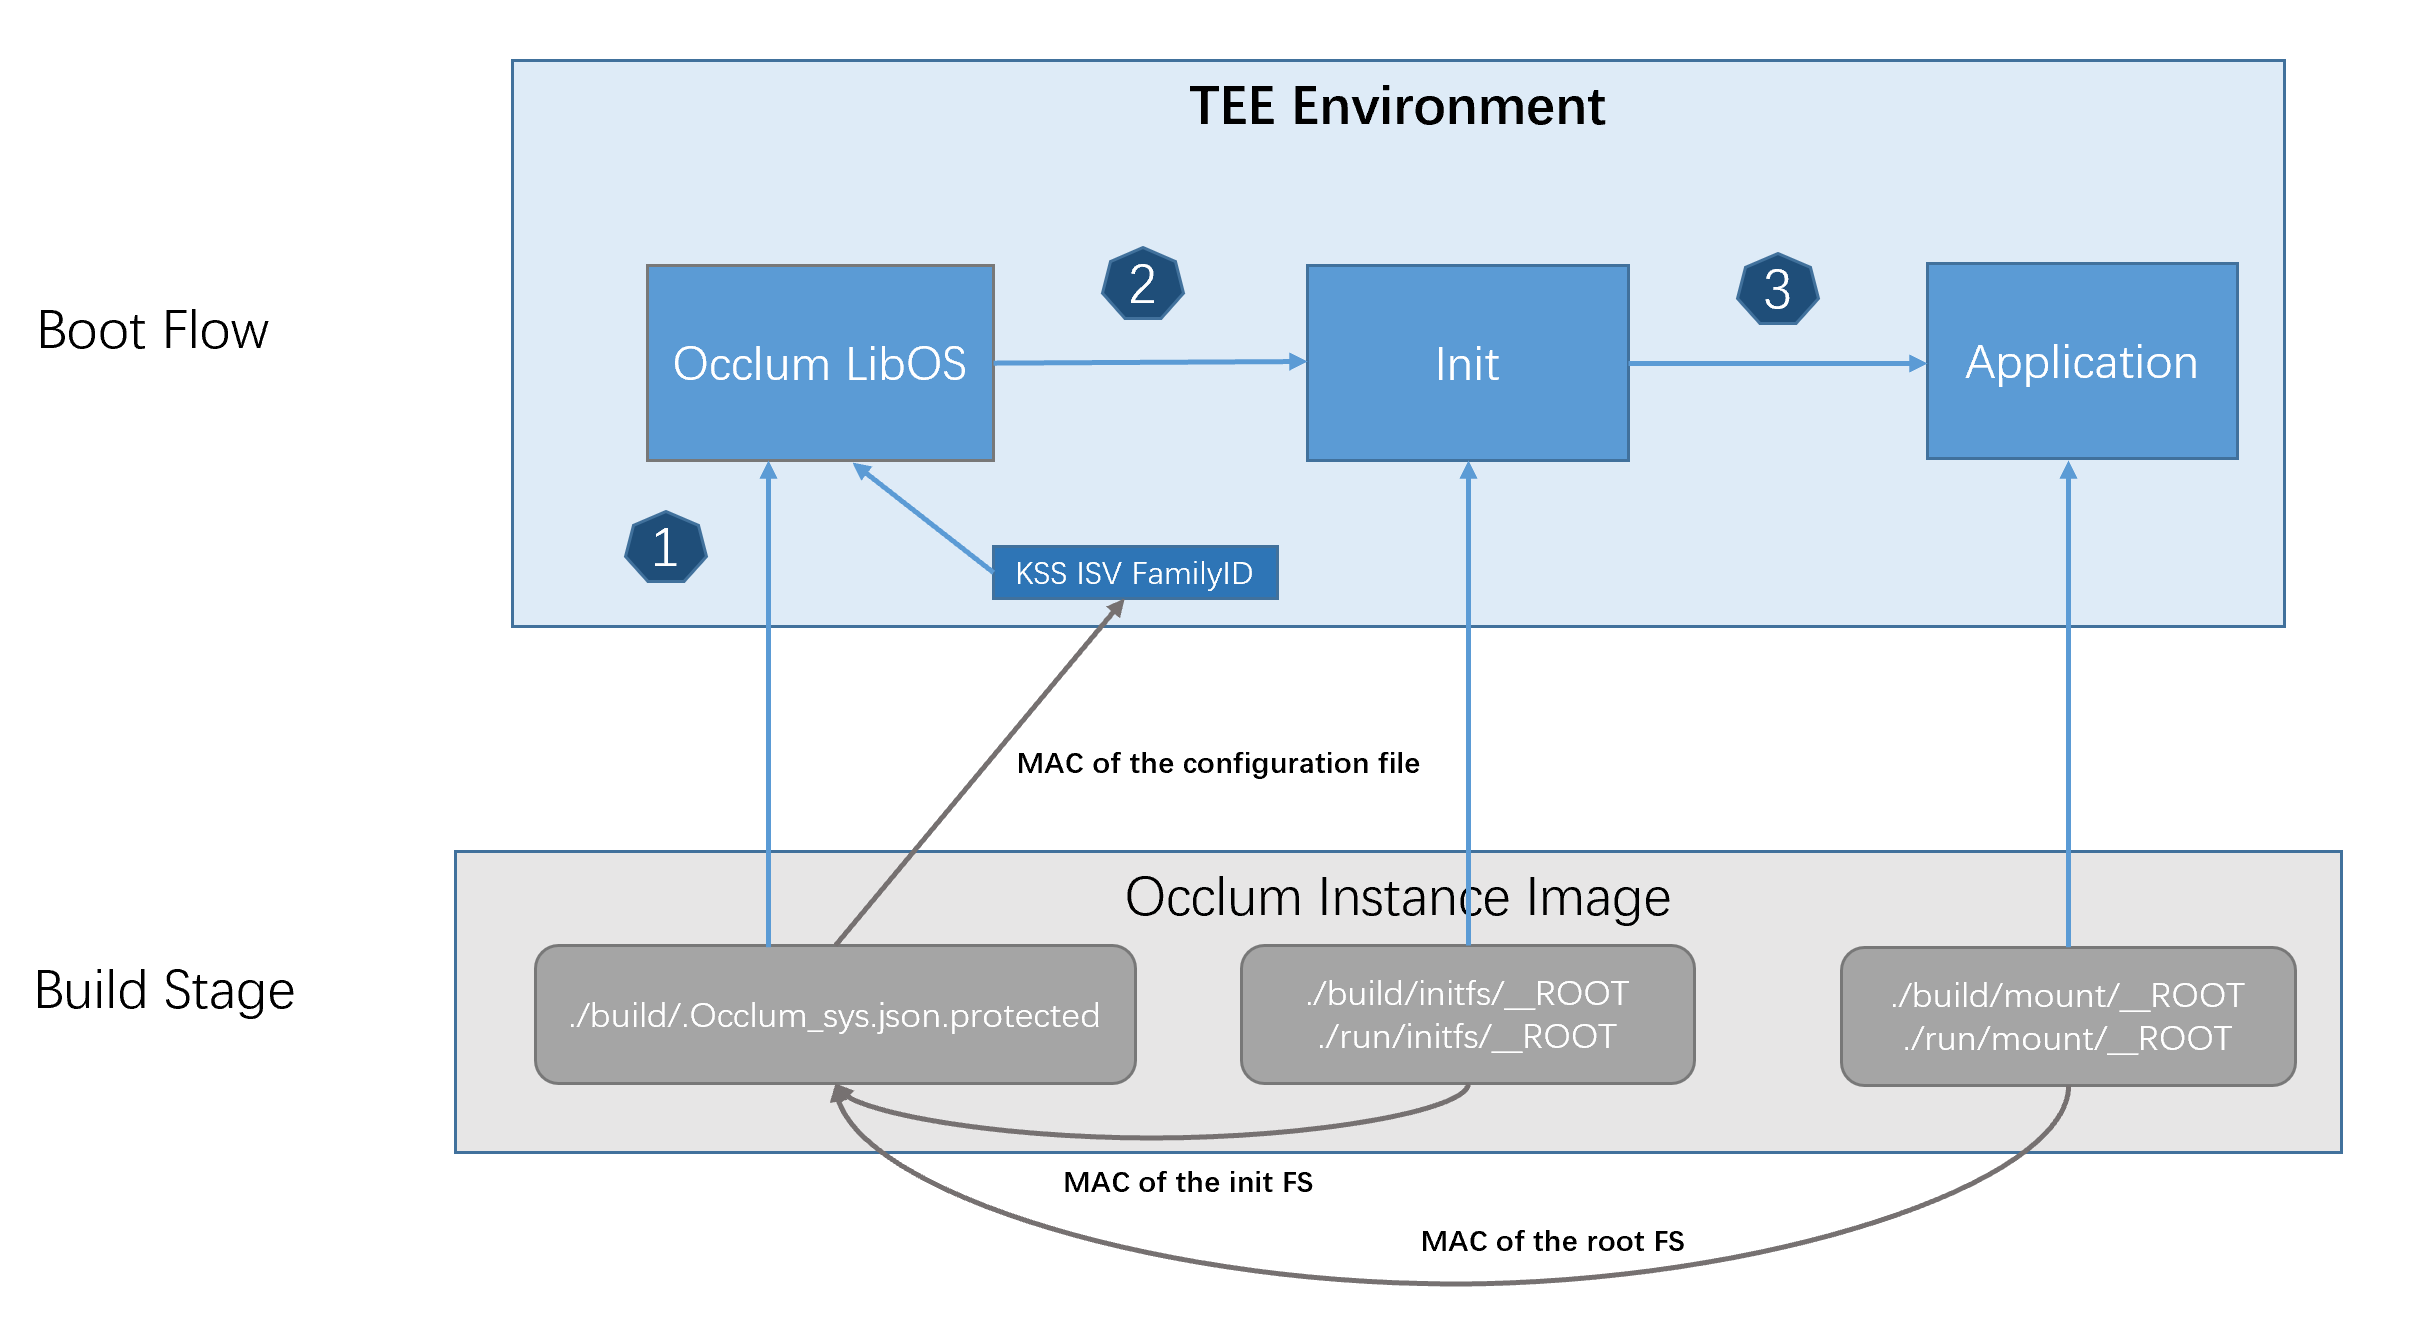 TEE Environment
Boot Flow
2
3
Occlum LibOS
Init
Application
1
KSS ISV FamilyID
MAC of the configuration file
Occlum Instance Image
Build Stage
./build/.Occlum_sys.json.protected
./build/initfs/__ROOT
./run/initfs/__ROOT
./build/mount/__ROOT
./run/mount/__ROOT
MAC of the init FS
MAC of the root FS